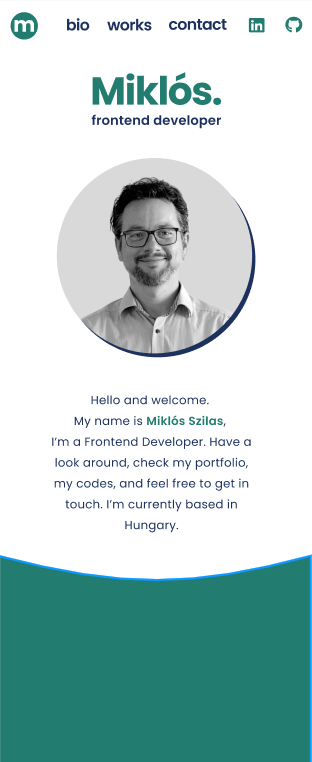 m bio works contact in
Miklós.
frontend developer
Hello and welcome.
My name is Miklós Szilas,
I’m a Frontend Developer. Have a
look around, check my portfolio,
my codes, and feel free to get in
touch. I’m currently based in
Hungary.